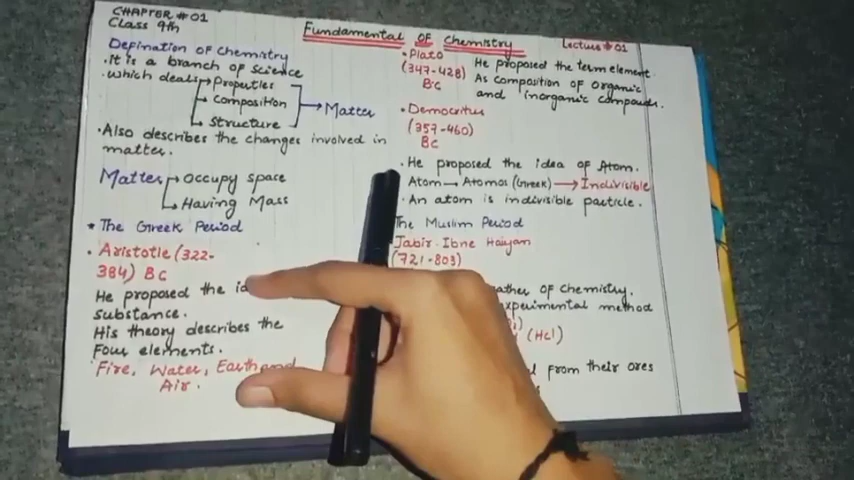 CHAPTER # 01
Class 9th
Fundamental OF Chemistry
Lecture # 01
Defination OF Chemistry
• It is a branch of Science
which deals → Properties
→ Composition
→ Structure
→ Matter
• Also describes the changes involved in
matter.
Matter → Occupy space
→ Having Mass
* The Greek Period
• Aristotle (322-
384) BC
He proposed the
substance.
His theory describes the
Four elements.
Fire, Water, Earth and
Air.
• Plato
(347-428)
BC
He proposed the term element
As composition of Organic
and inorganic compounds.
• Democritus
(357-460)
BC
• He proposed the idea of Atom.
Atom → Atomos (Greek) → Indivisible
• An atom is indivisible particle.
The Muslim Period
Jabir Ibne Haiyan
(721-803)
of Chemistry.
experimental method
(Hcl)
from their ores